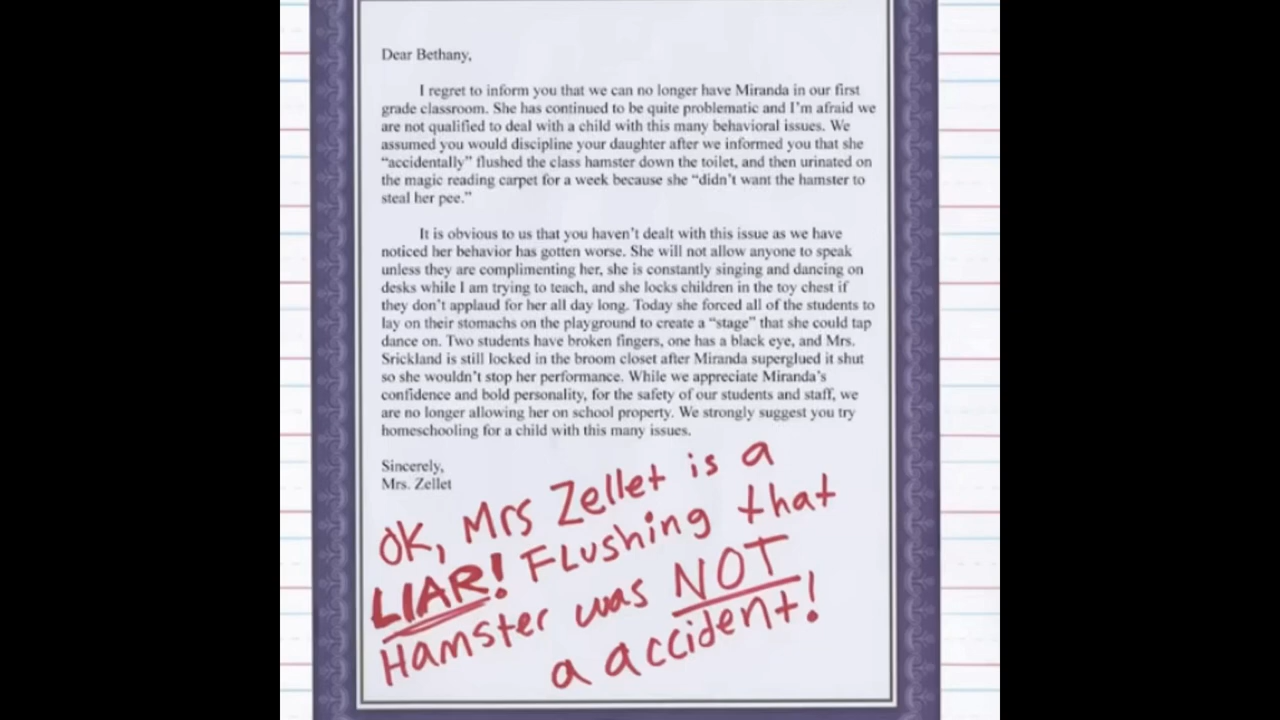 Dear Bethany,
I regret to inform you that we can no longer have Miranda in our first
grade classroom. She has continued to be quite problematic and I'm afraid we
are not qualified to deal with a child with this many behavioral issues. We
assumed you would discipline your daughter after we informed you that she
“accidentally” flushed the class hamster down the toilet, and then urinated on
the magic reading carpet for a week because she “didn't want the hamster to
steal her pee.”
It is obvious to us that you haven't dealt with this issue as we have
noticed her behavior has gotten worse. She will not allow anyone to speak
unless they are complimenting her, she is constantly singing and dancing on
desks while I am trying to teach, and she locks children in the toy chest if
they don't applaud for her all day long. Today she forced all of the students to
lay on their stomachs on the playground to create a “stage” that she could tap
dance on. Two students have broken fingers, one has a black eye, and Mrs.
Srickland is still locked in the broom closet after Miranda superglued it shut
so she wouldn't stop her performance. While we appreciate Miranda's
confidence and bold personality, for the safety of our students and staff, we
are no longer allowing her on school property. We strongly suggest you try
homeschooling for a child with this many issues.
Sincerely,
Mrs. Zellet
OK, Mrs Zellet is a
LIAR! Flushing that
Hamster was NOT
a accident!